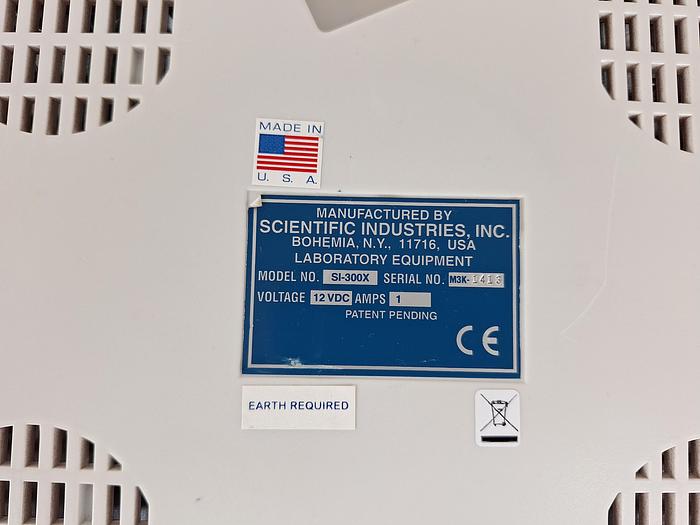 MADE IN
U. S. A.
MANUFACTURED BY
SCIENTIFIC INDUSTRIES, INC.
BOHEMIA, N.Y., 11716, USA
LABORATORY EQUIPMENT
MODEL NO. SI-300X SERIAL NO. M3K-1413
VOLTAGE 12 VDC AMPS 1
PATENT PENDING
CE
EARTH REQUIRED